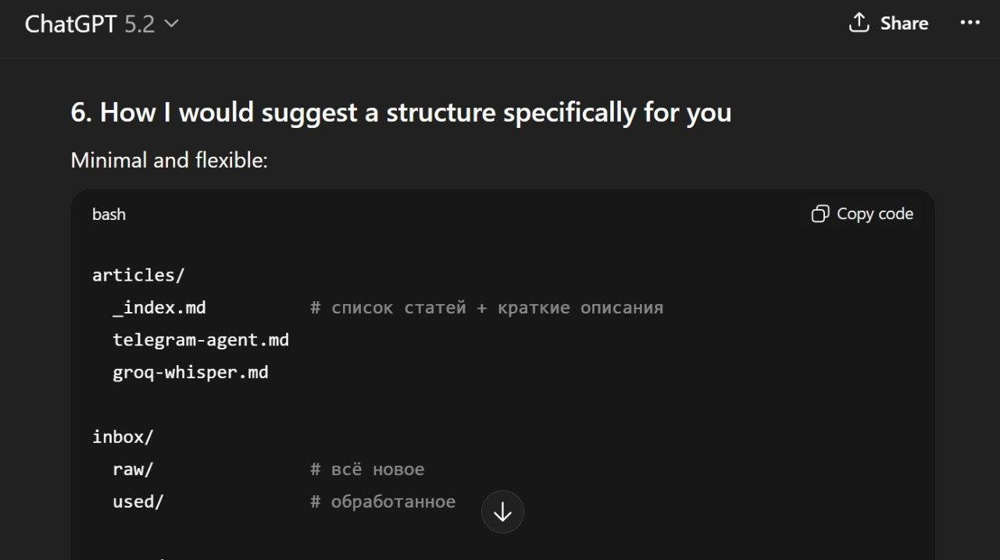 ChatGPT 5.2
Share
6. How I would suggest a structure specifically for you
Minimal and flexible:
bash
Copy code
articles/
_index.md # список статей + краткие описания
telegram-agent.md
groq-whisper.md
inbox/
raw/ # всё новое
used/ # обработанное